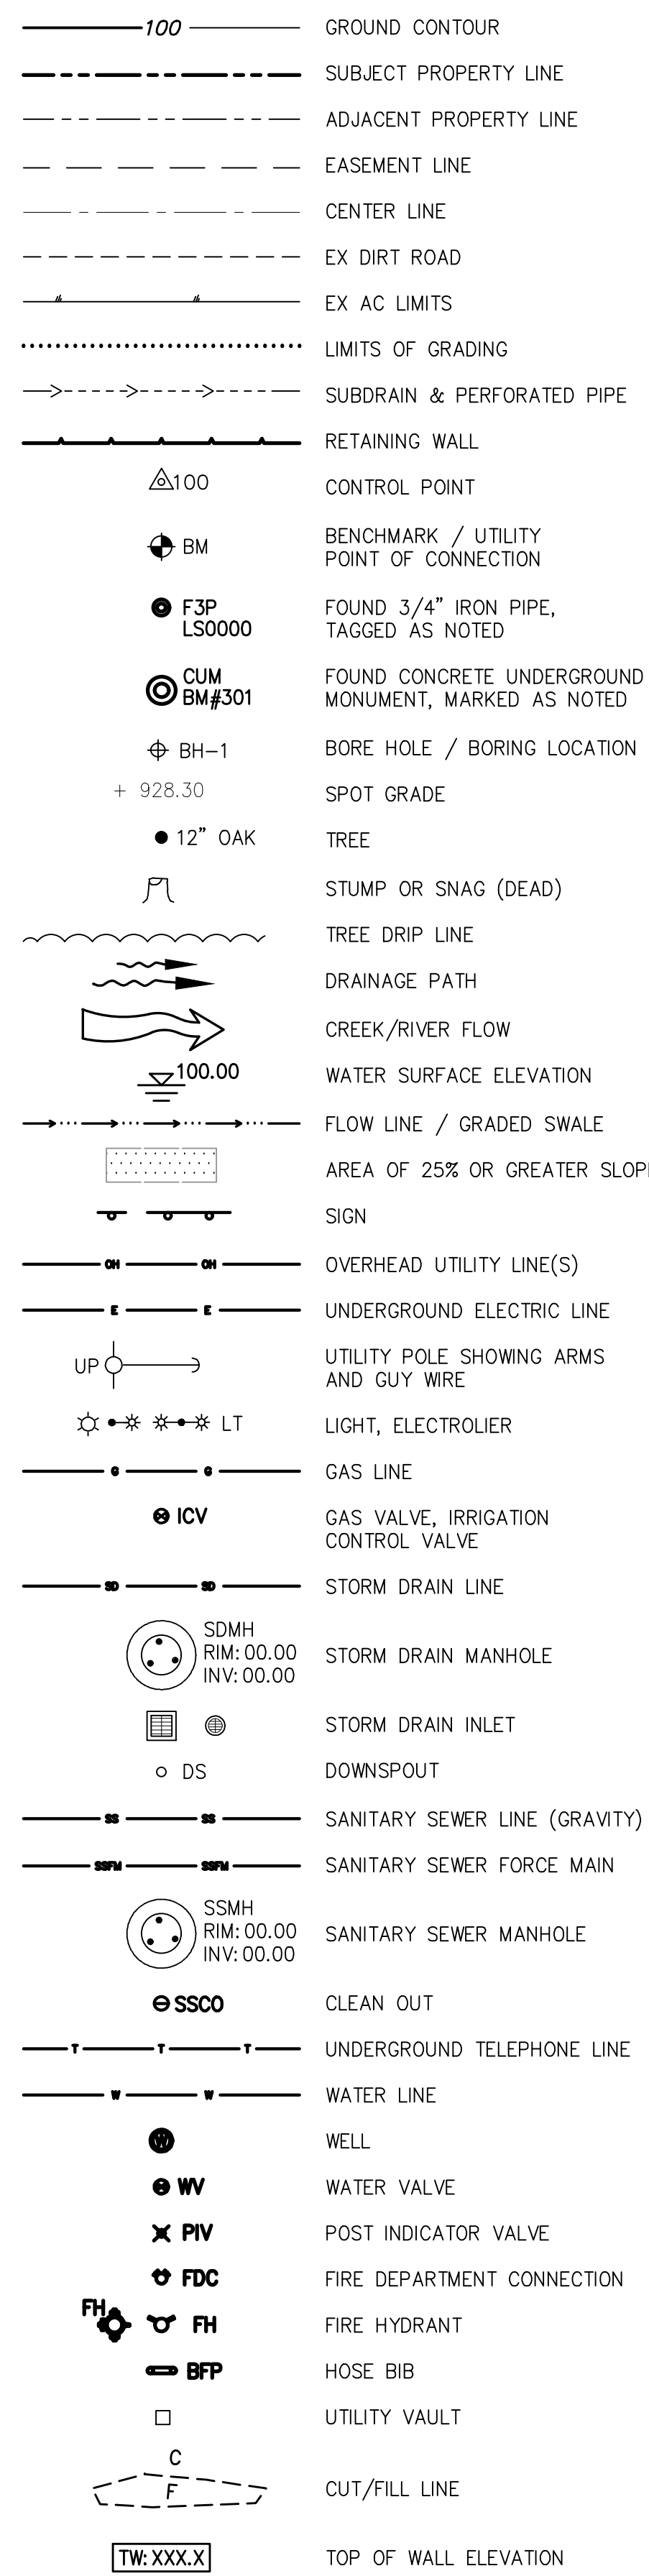 100 GROUND CONTOUR
SUBJECT PROPERTY LINE
ADJACENT PROPERTY LINE
EASEMENT LINE
CENTER LINE
EX DIRT ROAD
EX AC LIMITS
LIMITS OF GRADING
SUBDRAIN & PERFORATED PIPE
RETAINING WALL
100 CONTROL POINT
BM BENCHMARK / UTILITY
POINT OF CONNECTION
F3P FOUND 3/4" IRON PIPE,
LS0000 TAGGED AS NOTED
CUM FOUND CONCRETE UNDERGROUND
BM#301 MONUMENT, MARKED AS NOTED
BH-1 BORE HOLE / BORING LOCATION
+ 928.30 SPOT GRADE
12" OAK TREE
STUMP OR SNAG (DEAD)
TREE DRIP LINE
DRAINAGE PATH
CREEK/RIVER FLOW
100.00 WATER SURFACE ELEVATION
FLOW LINE / GRADED SWALE
AREA OF 25% OR GREATER SLOP
SIGN
OH OH OVERHEAD UTILITY LINE(S)
E E UNDERGROUND ELECTRIC LINE
UP UTILITY POLE SHOWING ARMS
AND GUY WIRE
LT LIGHT, ELECTROLIER
G G GAS LINE
ICV GAS VALVE, IRRIGATION
CONTROL VALVE
SD SD STORM DRAIN LINE
SDMH
RIM: 00.00 STORM DRAIN MANHOLE
INV: 00.00
STORM DRAIN INLET
DS DOWNSPOUT
SS SS SANITARY SEWER LINE (GRAVITY)
SSFM SSFM SANITARY SEWER FORCE MAIN
SSMH
RIM: 00.00 SANITARY SEWER MANHOLE
INV: 00.00
SSCO CLEAN OUT
T T T UNDERGROUND TELEPHONE LINE
W W WATER LINE
W WELL
WV WATER VALVE
PIV POST INDICATOR VALVE
FDC FIRE DEPARTMENT CONNECTION
FH FH FIRE HYDRANT
BFP HOSE BIB
UTILITY VAULT
C
F CUT/FILL LINE
TW: XXX.X TOP OF WALL ELEVATION